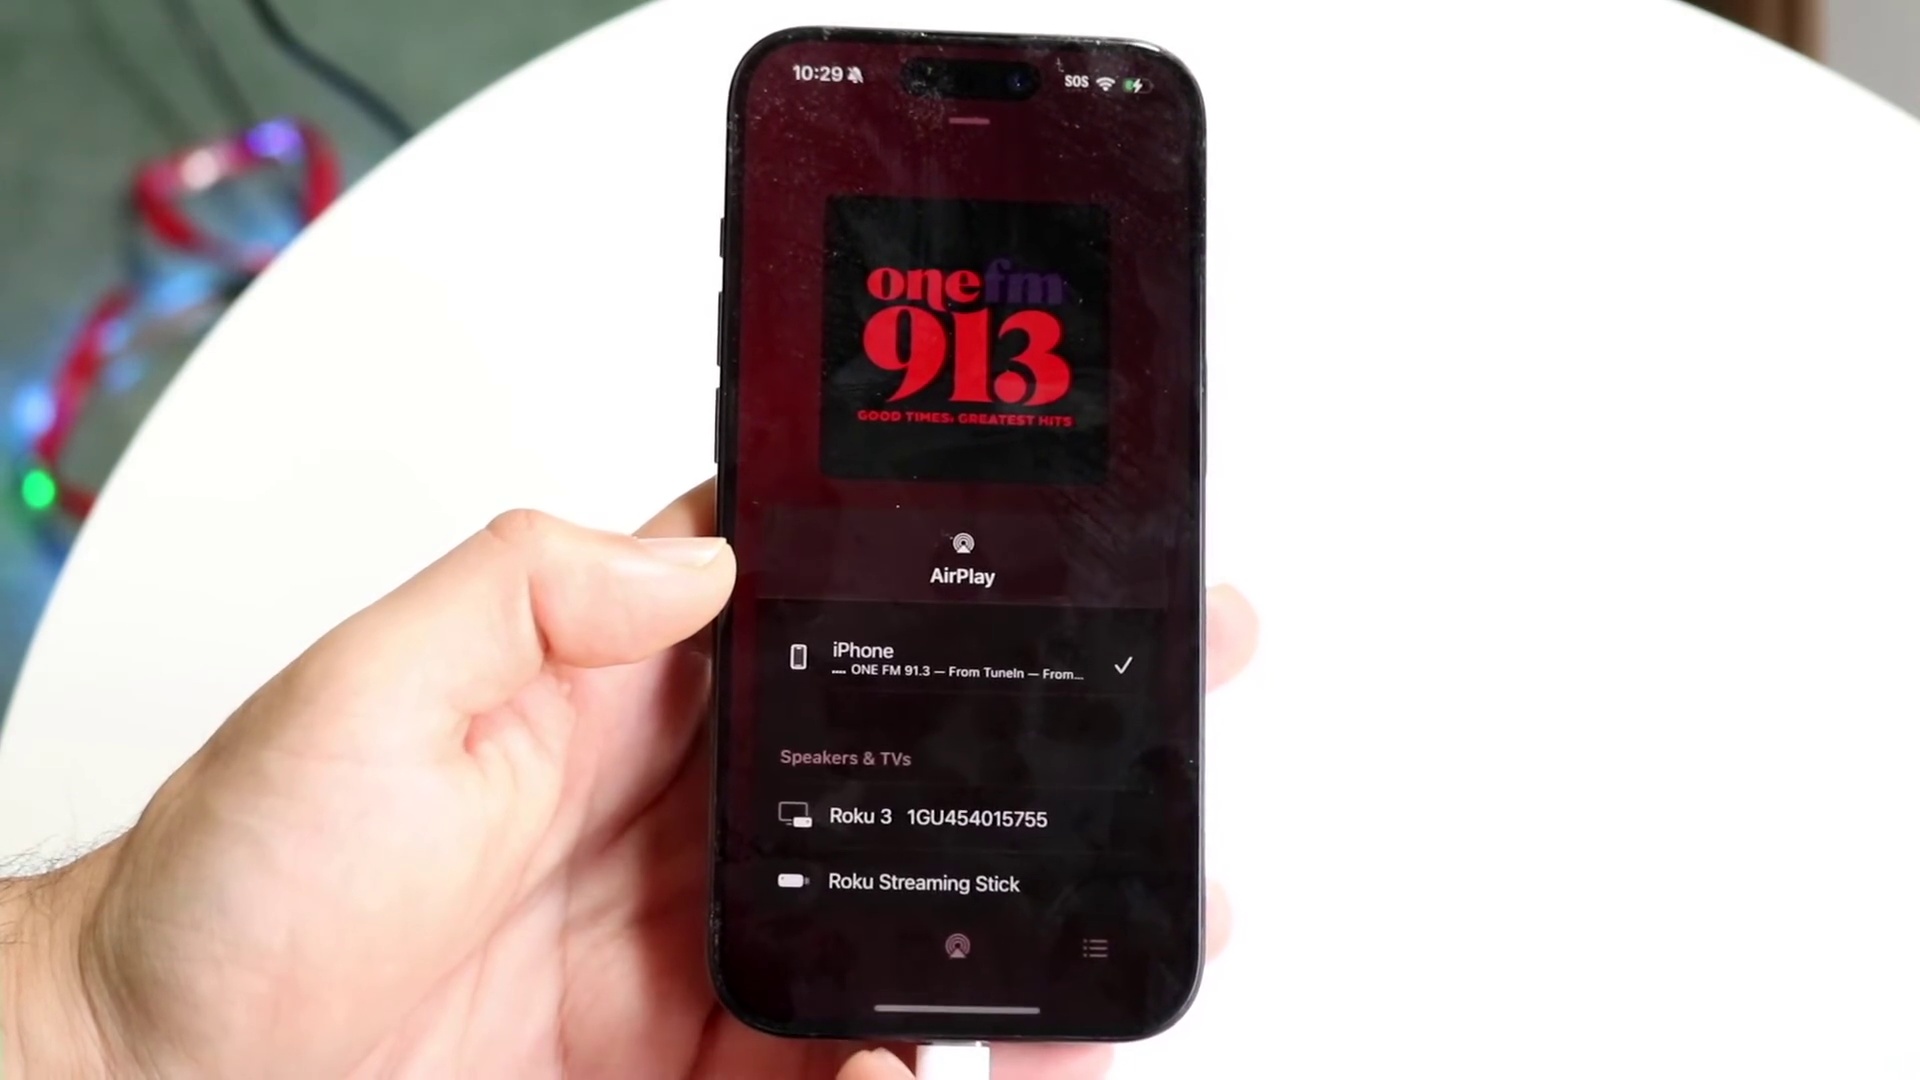 10:29
SOS
onefm
913
GOOD TIMES. GREATEST HITS
AirPlay
iPhone
ONE FM 91.3 — From TuneIn — From...
Speakers & TVs
Roku 3 1GU454015755
Roku Streaming Stick